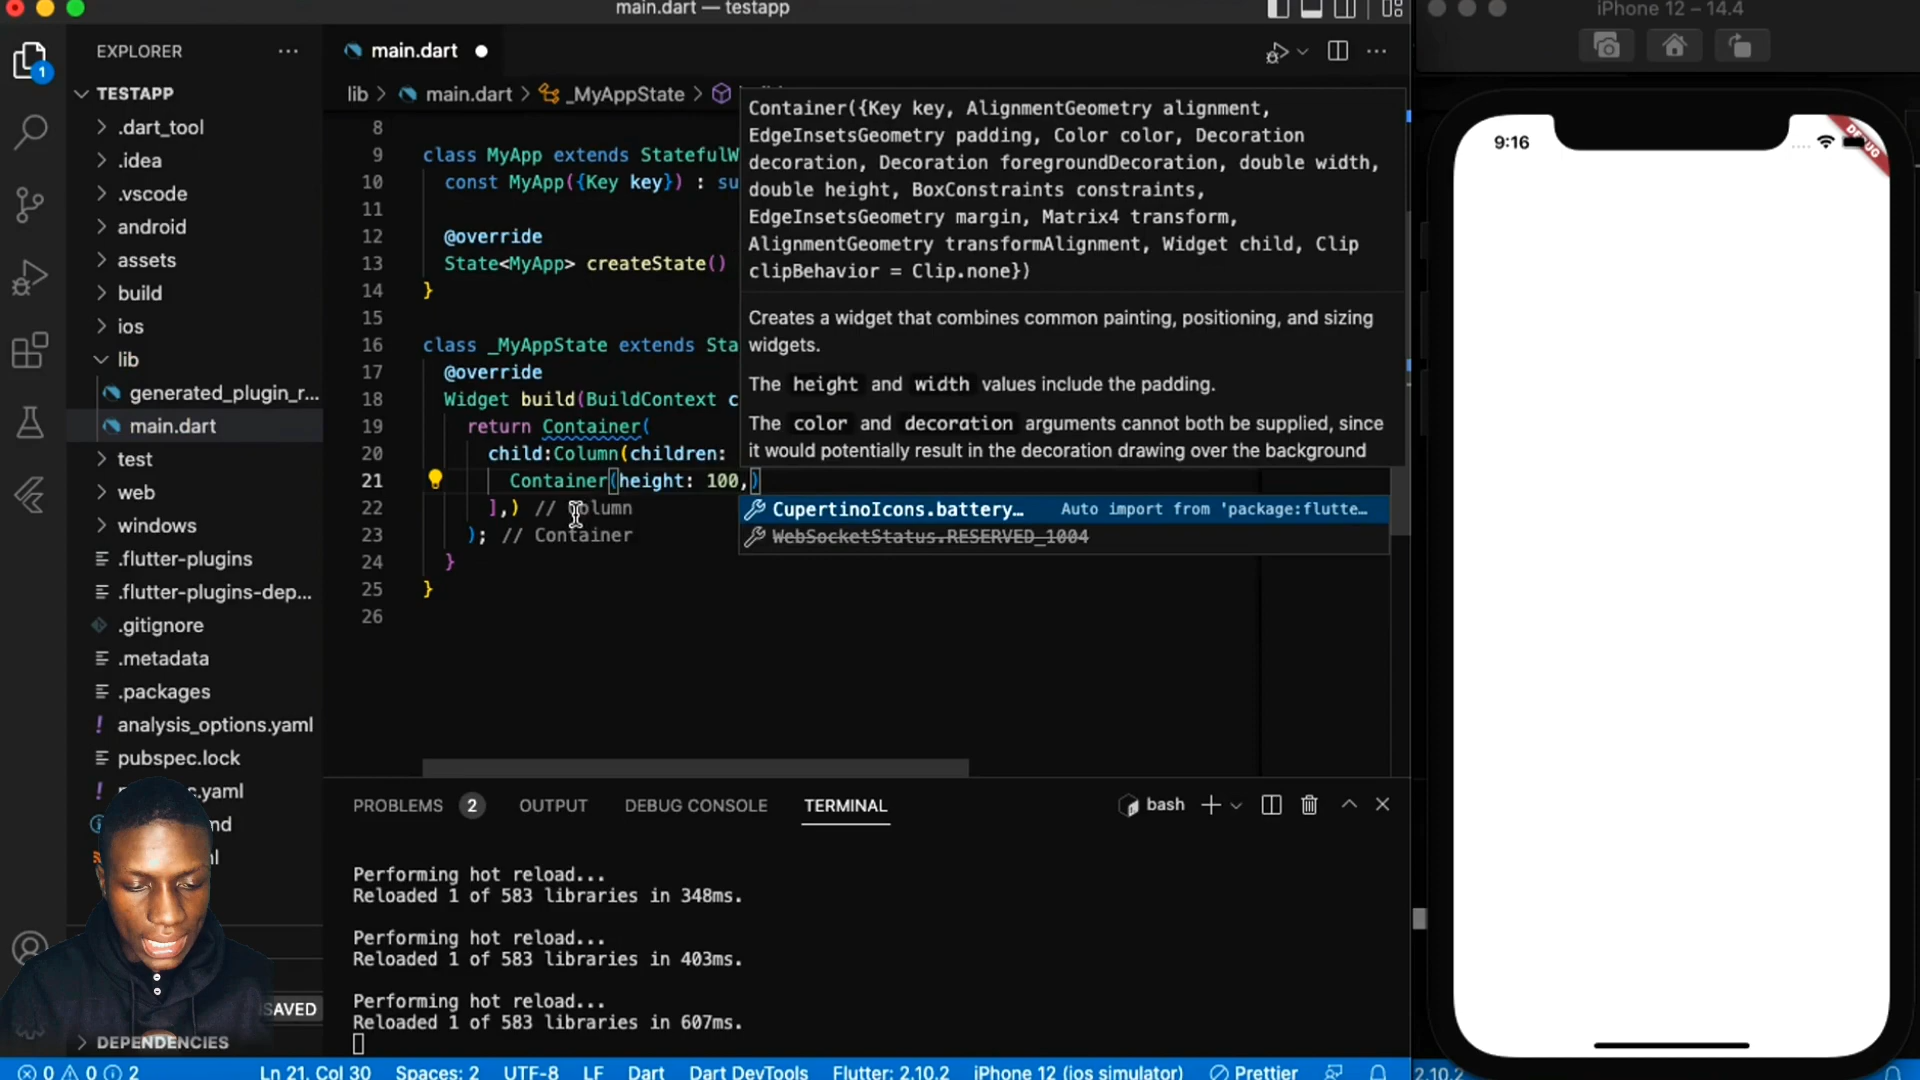 main.dart — testapp
iPhone 12 – 14.4
EXPLORER
main.dart
1
TESTAPP
lib
main.dart
_MyAppState
.dart_tool
.idea
.vscode
android
assets
build
ios
lib
generated_plugin_r...
main.dart
test
web
windows
.flutter-plugins
.flutter-plugins-dep...
.gitignore
.metadata
.packages
analysis_options.yaml
pubspec.lock
.yaml
SAVED
DEPENDENCIES
8
9 class MyApp extends StatefulW
10 const MyApp({Key key}) : su
11
12 @override
13 State<MyApp> createState()
14 }
15
16 class _MyAppState extends Sta
17 @override
18 Widget build(BuildContext c
19 return Container(
20 child:Column(children:
21 Container(height: 100,)
22 ],) // Column
23 ); // Container
24 }
25 }
26
Container({Key key, AlignmentGeometry alignment,
EdgeInsetsGeometry padding, Color color, Decoration
decoration, Decoration foregroundDecoration, double width,
double height, BoxConstraints constraints,
EdgeInsetsGeometry margin, Matrix4 transform,
AlignmentGeometry transformAlignment, Widget child, Clip
clipBehavior = Clip.none})
Creates a widget that combines common painting, positioning, and sizing
widgets.
The height and width values include the padding.
The color and decoration arguments cannot both be supplied, since
it would potentially result in the decoration drawing over the background
CupertinoIcons.battery… Auto import from 'package:flutte…
WebSocketStatus.RESERVED_1004
PROBLEMS 2 OUTPUT DEBUG CONSOLE TERMINAL
bash
Performing hot reload...
Reloaded 1 of 583 libraries in 348ms.
Performing hot reload...
Reloaded 1 of 583 libraries in 403ms.
Performing hot reload...
Reloaded 1 of 583 libraries in 607ms.
0 0 2 Ln 21, Col 30 Spaces: 2 UTF-8 LF Dart Dart DevTools Flutter: 2.10.2 iPhone 12 (ios simulator) Prettier
2.10.2
9:16
DEBUG